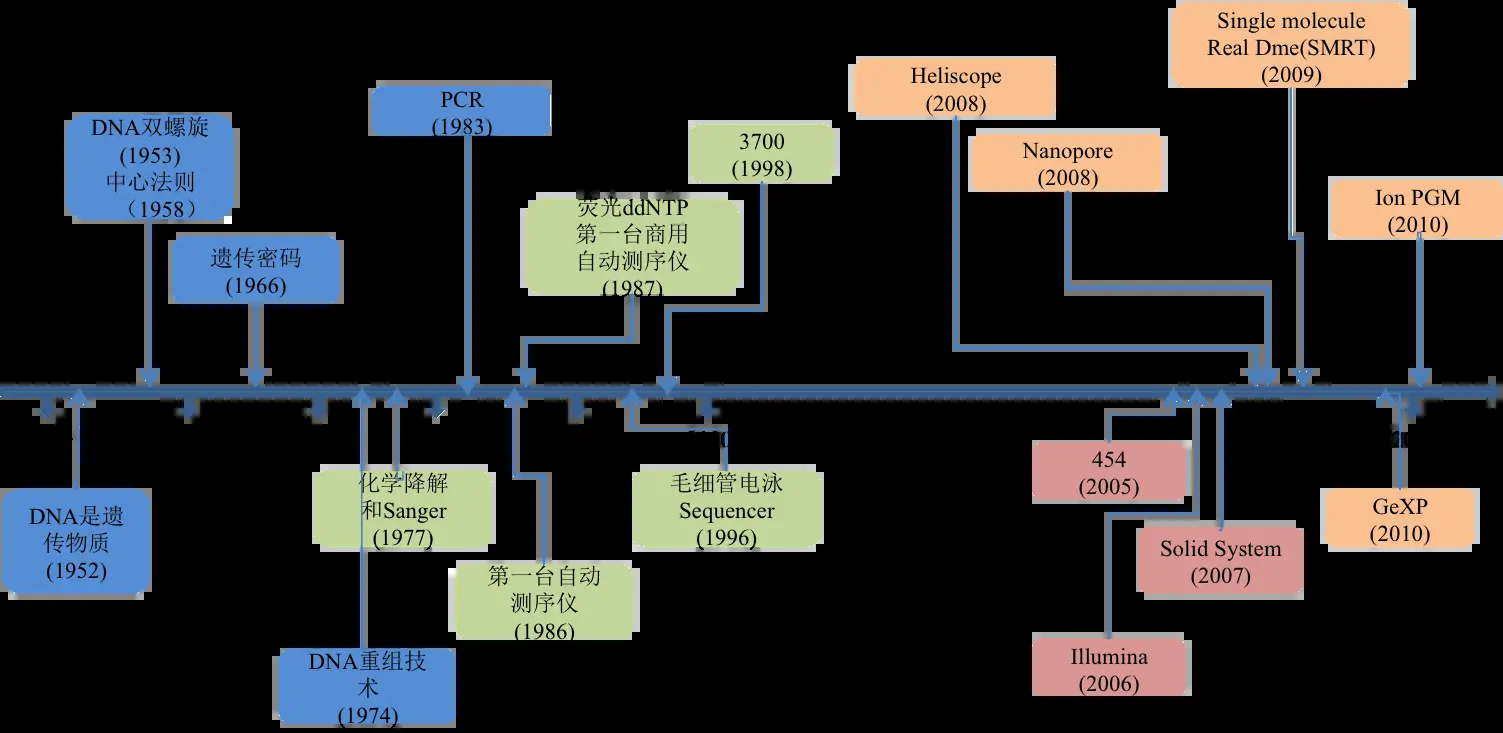 Single molecule
Real Dme(SMRT)
(2009)
Heliscope
(2008)
PCR
(1983)
DNA双螺旋
(1953)
中心法则
（1958）
3700
(1998)
Nanopore
(2008)
Ion PGM
(2010)
荧光ddNTP
第一台商用
自动测序仪
(1987)
遗传密码
(1966)
454
(2005)
化学降解
和Sanger
(1977)
毛细管电泳
Sequencer
(1996)
DNA是遗
传物质
(1952)
GeXP
(2010)
Solid System
(2007)
第一台自动
测序仪
(1986)
Illumina
(2006)
DNA重组技
术
(1974)